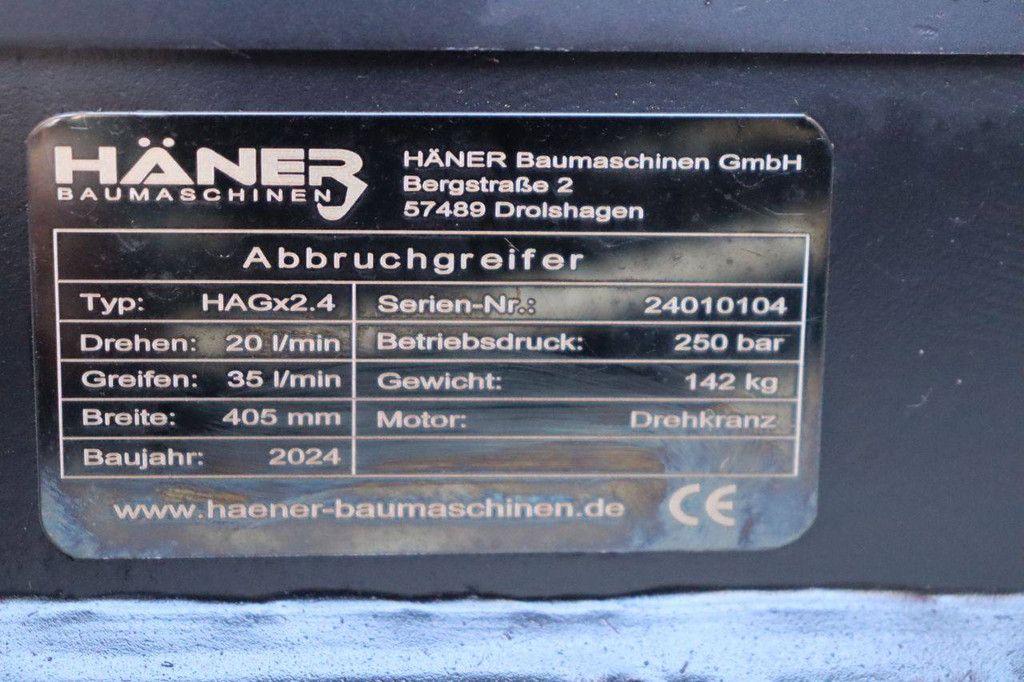 HÄNER
BAUMASCHINEN
HÄNER Baumaschinen GmbH
Bergstraße 2
57489 Drolshagen
Abbruchgreifer
Typ: HAGx2.4 Serien-Nr.: 24010104
Drehen: 20 l/min Betriebsdruck: 250 bar
Greifen: 35 l/min Gewicht: 142 kg
Breite: 405 mm Motor: Drehkranz
Baujahr: 2024
www.haener-baumaschinen.de CE